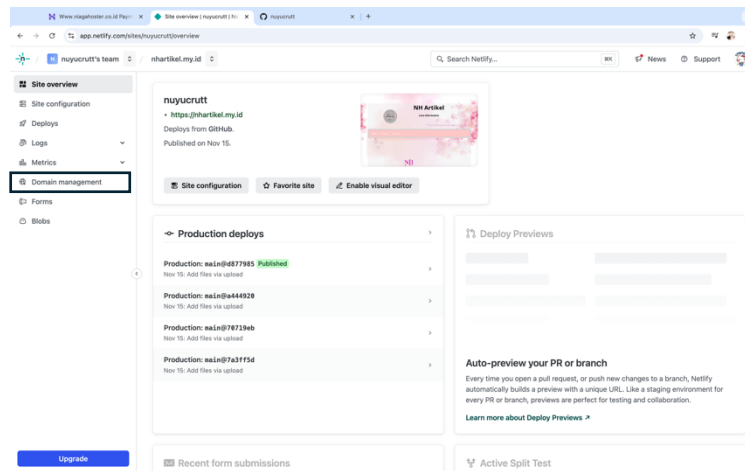 Www.niagahoster.co.id Paym
Site overview | nuyucrutt | Ne
nuyucrutt
app.netlify.com/sites/nuyucrutt/overview
nuyucrutt's team / nhartikel.my.id
Search Netlify...
⌘K
News
Support
Site overview
Site configuration
Deploys
Logs
Metrics
Domain management
Forms
Blobs
Upgrade
nuyucrutt
https://nhartikel.my.id
Deploys from GitHub.
Published on Nov 15.
NH Artikel
NH
Site configuration
Favorite site
Enable visual editor
Production deploys
Production: main@d877985 Published
Nov 15: Add files via upload
Production: main@a444920
Nov 15: Add files via upload
Production: main@70719eb
Nov 15: Add files via upload
Production: main@7a3ff5d
Nov 15: Add files via upload
Deploy Previews
Auto-preview your PR or branch
Every time you open a pull request, or push new changes to a branch, Netlify
automatically builds a preview with a unique URL. Like a staging environment for
every PR or branch, previews are perfect for testing and collaboration.
Learn more about Deploy Previews ↗
Recent form submissions
Active Split Test